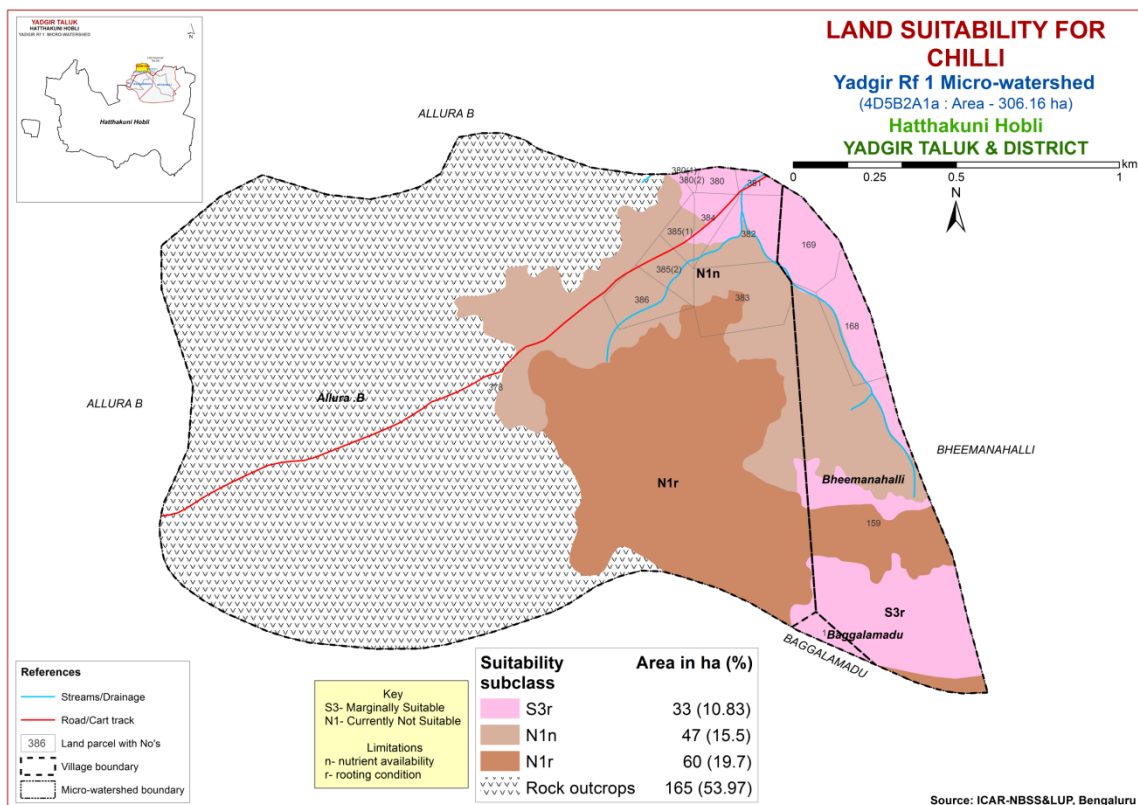 YADGIR TALUK
HATTHAKUNI HOBLI
YADGIR Rf 1 MICRO-WATERSHED
N
Hatthakuni Hobli
LAND SUITABILITY FOR
CHILLI
Yadgir Rf 1 Micro-watershed
(4D5B2A1a : Area - 306.16 ha)
Hatthakuni Hobli
YADGIR TALUK & DISTRICT
km
0 0.25 0.5 1
N
ALLURA B
380(1)
380(2)
380
381
384
385(1)
382
169
385(2)
N1n
386
383
168
378
Allura .B
ALLURA B
BHEEMANAHALLI
Bheemanahalli
N1r
159
S3r
Baggalamadu
BAGGALAMADU
References
Streams/Drainage
Road/Cart track
386 Land parcel with No's
Village boundary
Micro-watershed boundary
Key
S3- Marginally Suitable
N1- Currently Not Suitable
Limitations
n- nutrient availability
r- rooting condition
Suitability subclass Area in ha (%)
S3r 33 (10.83)
N1n 47 (15.5)
N1r 60 (19.7)
Rock outcrops 165 (53.97)
Source: ICAR-NBSS&LUP, Bengaluru